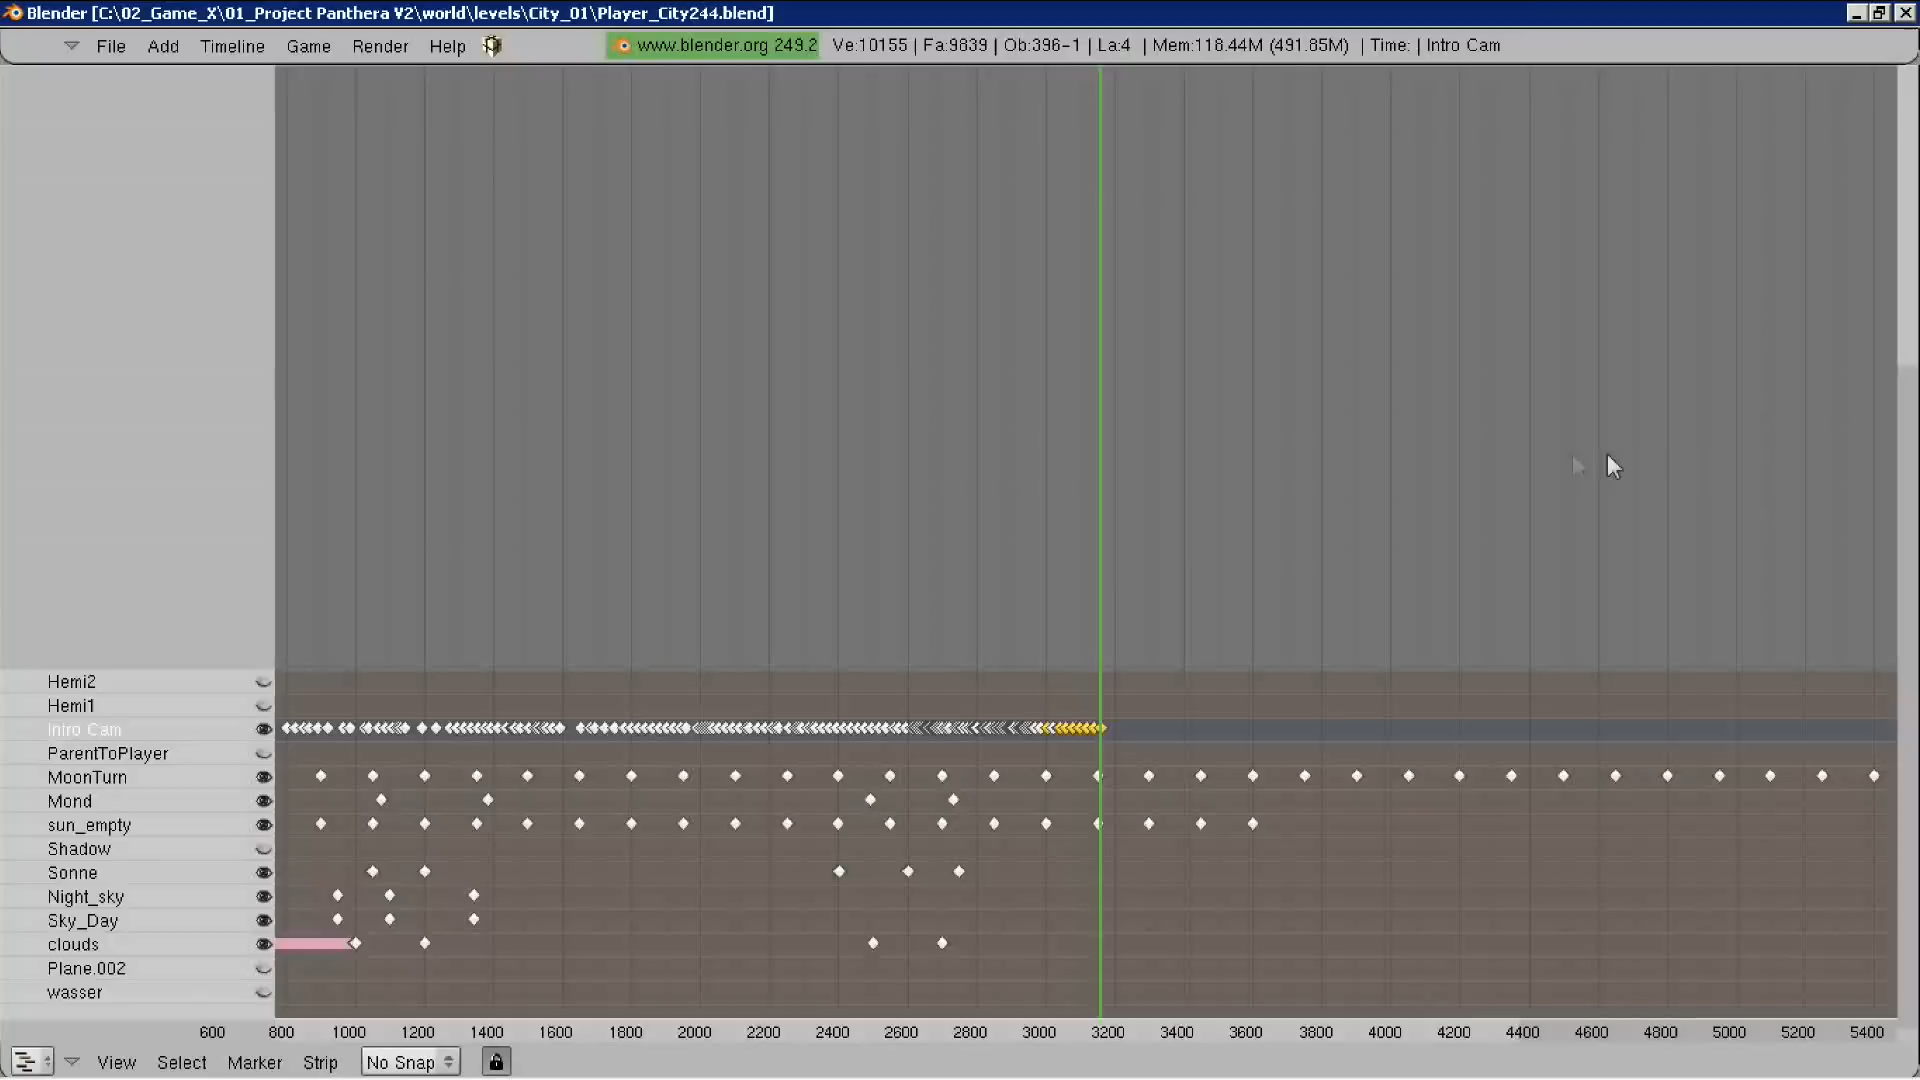 Blender [C:\02_Game_X\01_Project Panthera V2\world\levels\City_01\Player_City244.blend]
File Add Timeline Game Render Help www.blender.org 249.2 Ve:10155 | Fa:9839 | Ob:396-1 | La:4 | Mem:118.44M (491.85M) | Time: | Intro Cam
Hemi2
Hemi1
Intro Cam
ParentToPlayer
MoonTurn
Mond
sun_empty
Shadow
Sonne
Night_sky
Sky_Day
clouds
Plane.002
wasser
600 800 1000 1200 1400 1600 1800 2000 2200 2400 2600 2800 3000 3200 3400 3600 3800 4000 4200 4400 4600 4800 5000 5200 5400
View Select Marker Strip No Snap